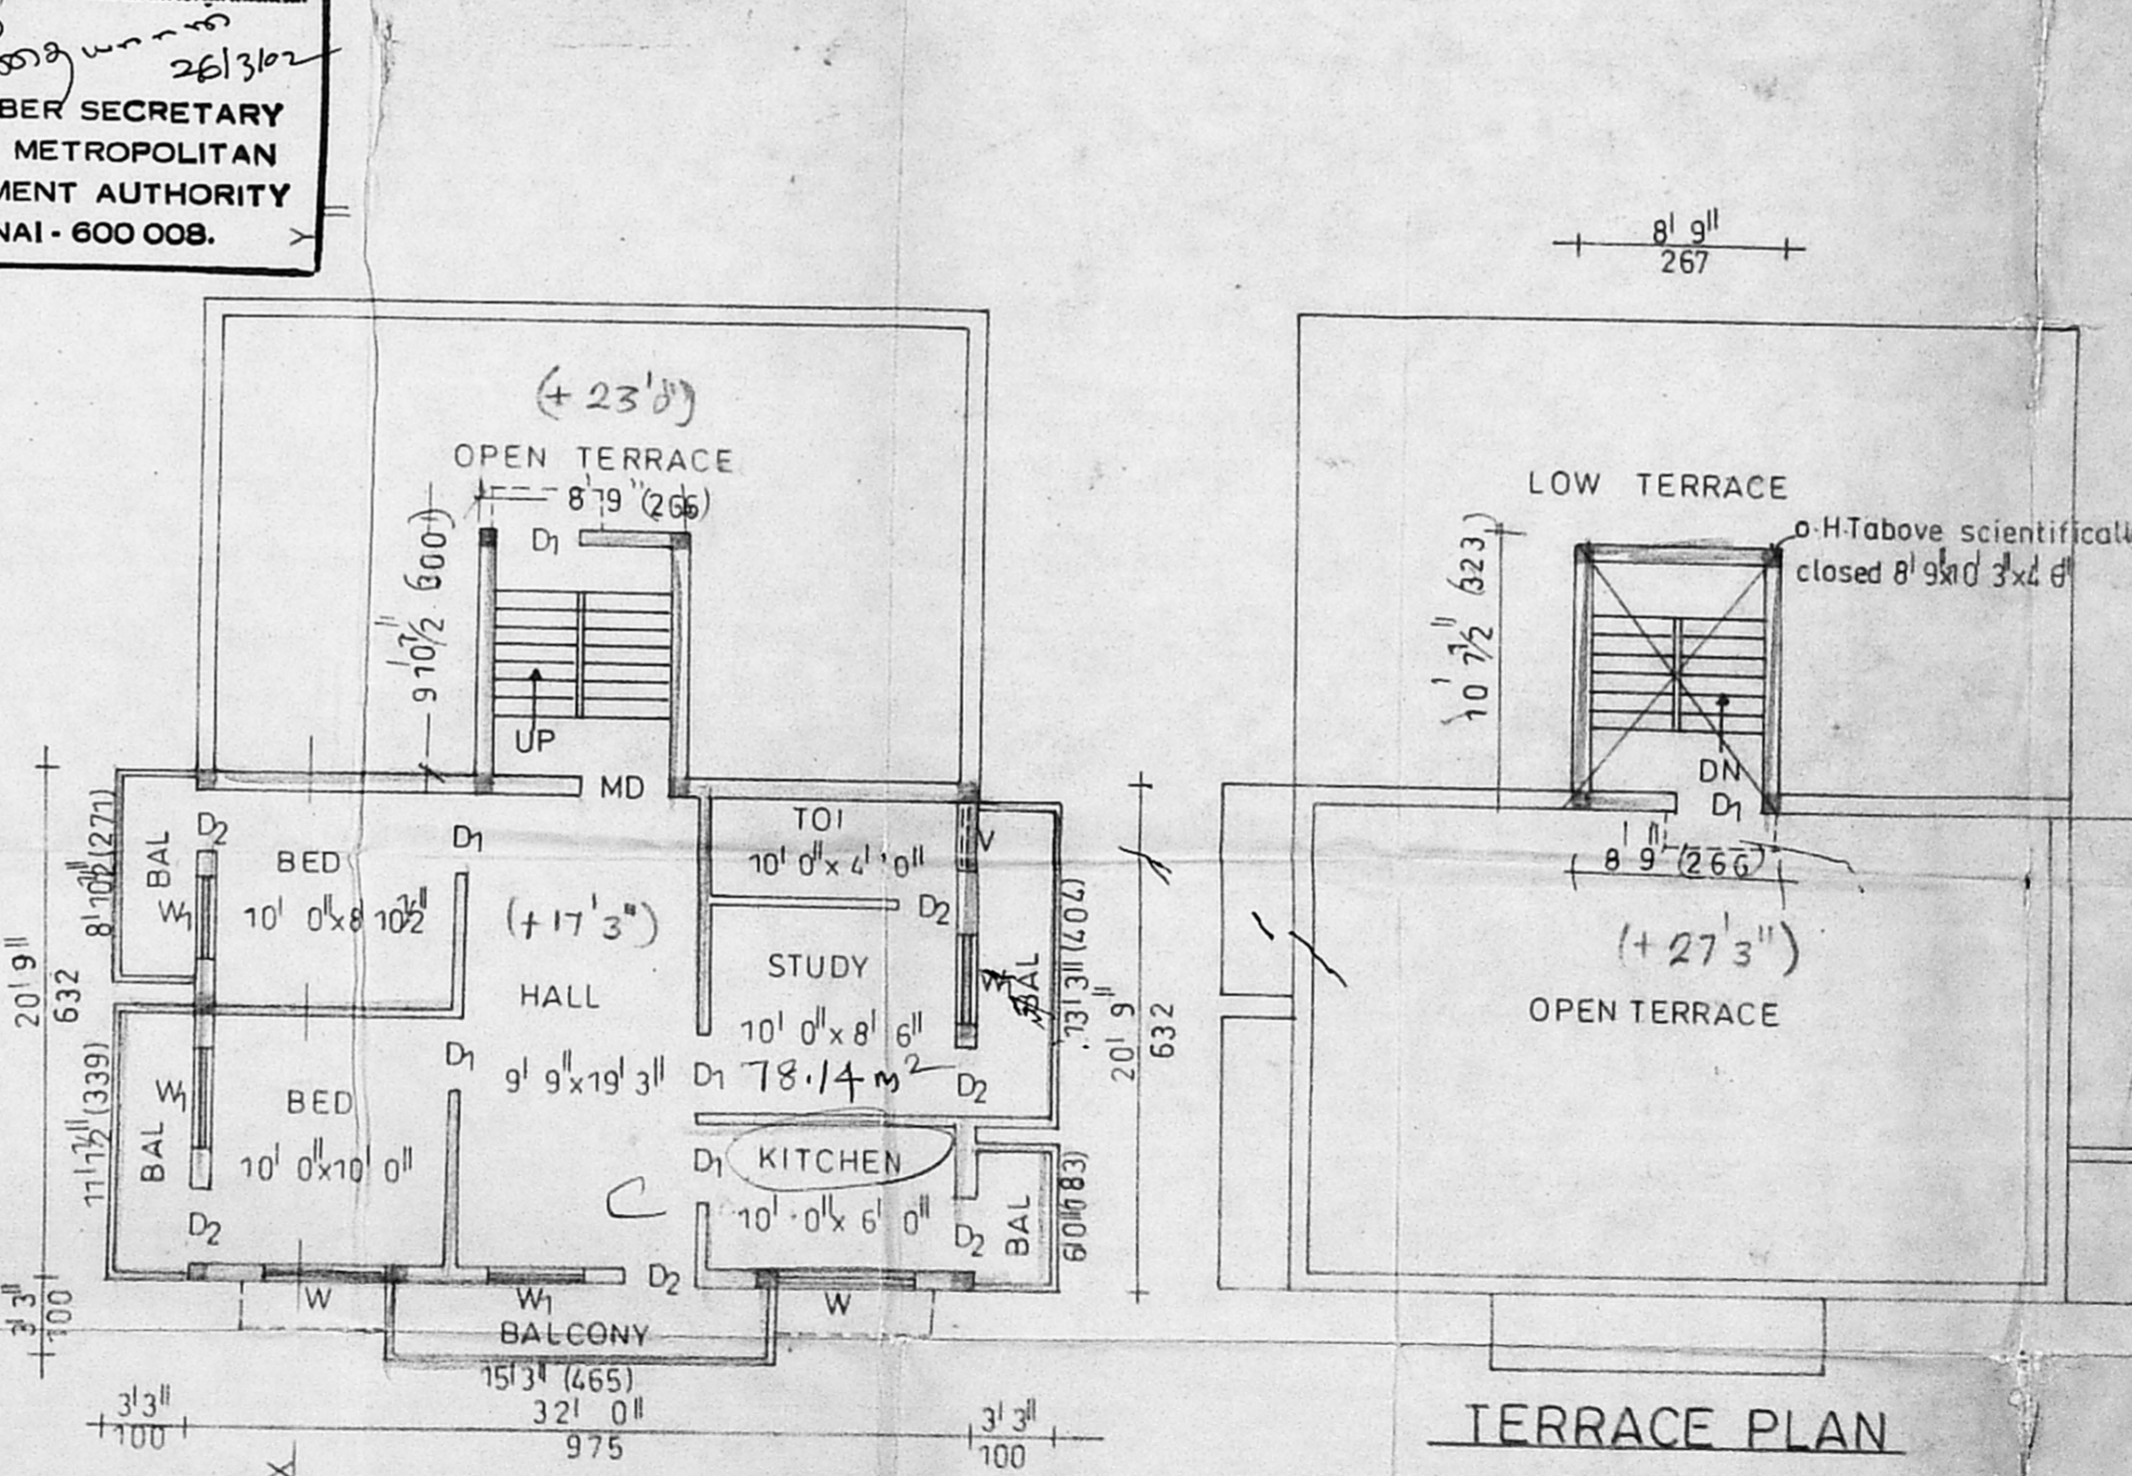 26/3/02
BER SECRETARY
METROPOLITAN
MENT AUTHORITY
NAI - 600 008.
Y
(+ 23' 0")
OPEN TERRACE
8' 9" (266)
9' 10 1/2" (300)
D1
UP
MD
BAL
8' 10 1/2" (271)
D2
W1
BED
10' 0" x 8' 10 1/2"
D1
(+ 17' 3")
HALL
9' 9" x 19' 3"
TOI
10' 0" x 4' 0"
V
D2
STUDY
10' 0" x 8' 6"
78.14 m2
D1
D2
BAL
13' 3" (404)
20' 9"
632
20' 9"
632
BAL
11' 1 1/2" (339)
W1
D2
BED
10' 0" x 10' 0"
D1
D1
KITCHEN
10' 0" x 6' 0"
D2
BAL
6' 0" (183)
W
W1
D2
W
BALCONY
15' 3" (465)
3' 3"
100
3' 3"
100
32' 0"
975
3' 3"
100
X
8' 9"
267
LOW TERRACE
O.H.T above
closed 8' 9" x 10' 3" x 4' 6"
10' 7 1/2" (323)
DN
D1
8' 9" (266)
(+ 27' 3")
OPEN TERRACE
TERRACE PLAN